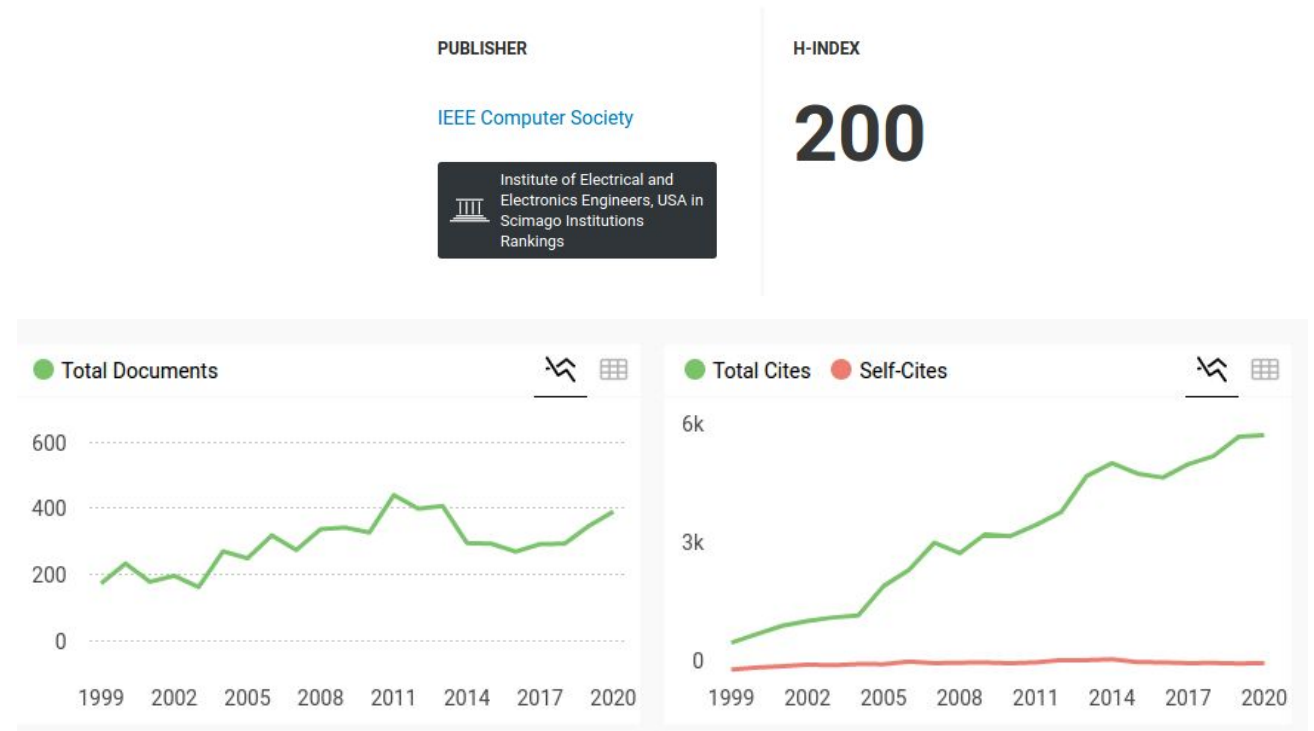 PUBLISHER
H-INDEX
IEEE Computer Society
200
Institute of Electrical and
Electronics Engineers, USA in
Scimago Institutions
Rankings
Total Documents
600
400
200
0
1999 2002 2005 2008 2011 2014 2017 2020
Total Cites Self-Cites
6k
3k
0
1999 2002 2005 2008 2011 2014 2017 2020